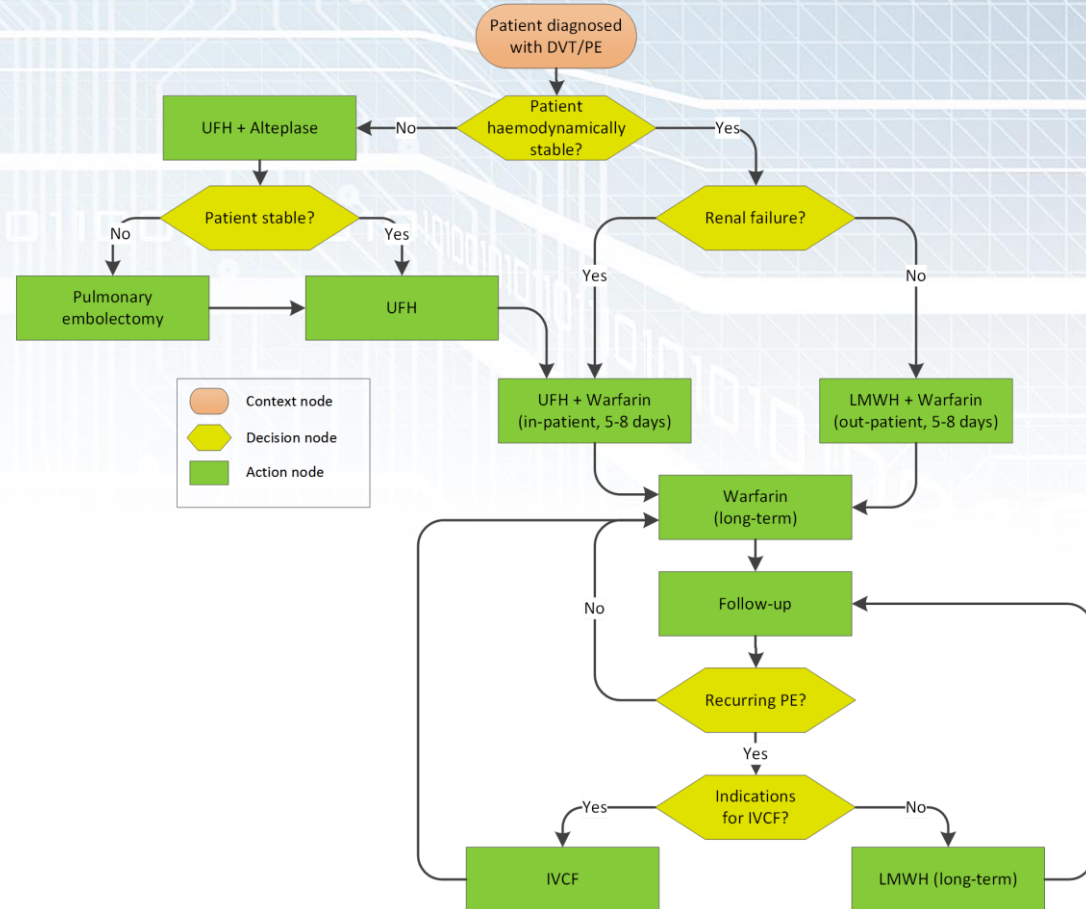 Patient diagnosed
with DVT/PE
Patient
haemodynamically
stable?
No
Yes
UFH + Alteplase
Patient stable?
Renal failure?
No
Yes
Yes
No
Pulmonary
embolectomy
UFH
Context node
Decision node
Action node
UFH + Warfarin
(in-patient, 5-8 days)
LMWH + Warfarin
(out-patient, 5-8 days)
Warfarin
(long-term)
No
Follow-up
Recurring PE?
Yes
Indications
for IVCF?
Yes
No
IVCF
LMWH (long-term)